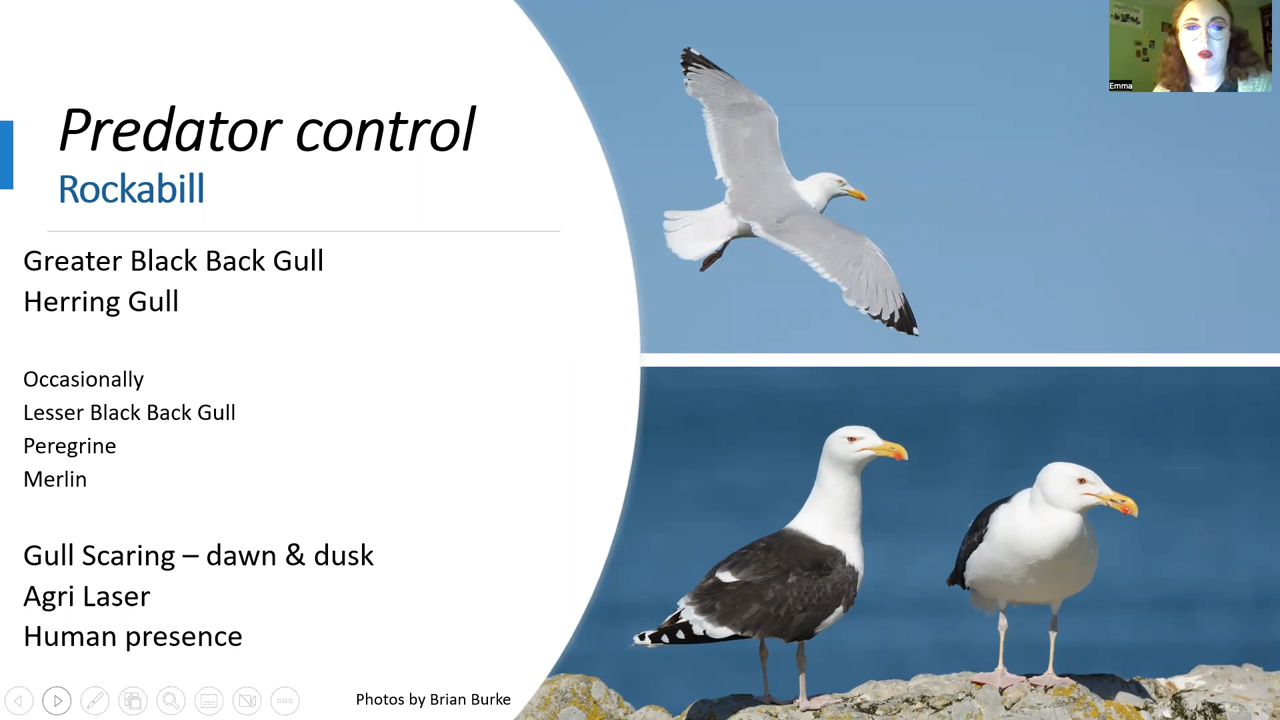 Predator control
Rockabill
Greater Black Back Gull
Herring Gull
Occasionally
Lesser Black Back Gull
Peregrine
Merlin
Gull Scaring – dawn & dusk
Agri Laser
Human presence
Photos by Brian Burke
Emma